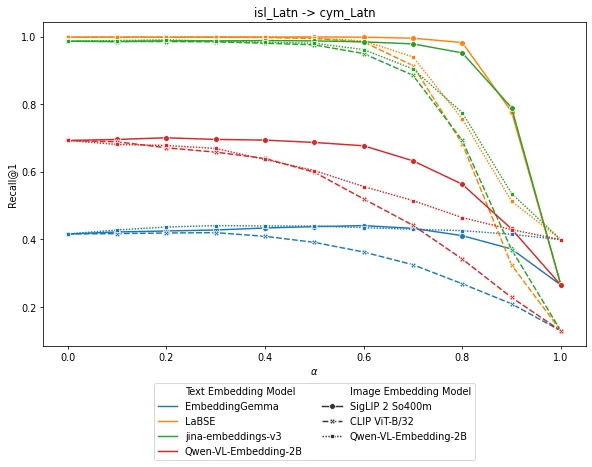 isl_Latn -> cym_Latn
Recall@1
1.0
0.8
0.6
0.4
0.2
0.0 0.2 0.4 0.6 0.8 1.0
α
Text Embedding Model
EmbeddingGemma
LaBSE
jina-embeddings-v3
Qwen-VL-Embedding-2B
Image Embedding Model
SigLIP 2 So400m
CLIP ViT-B/32
Qwen-VL-Embedding-2B